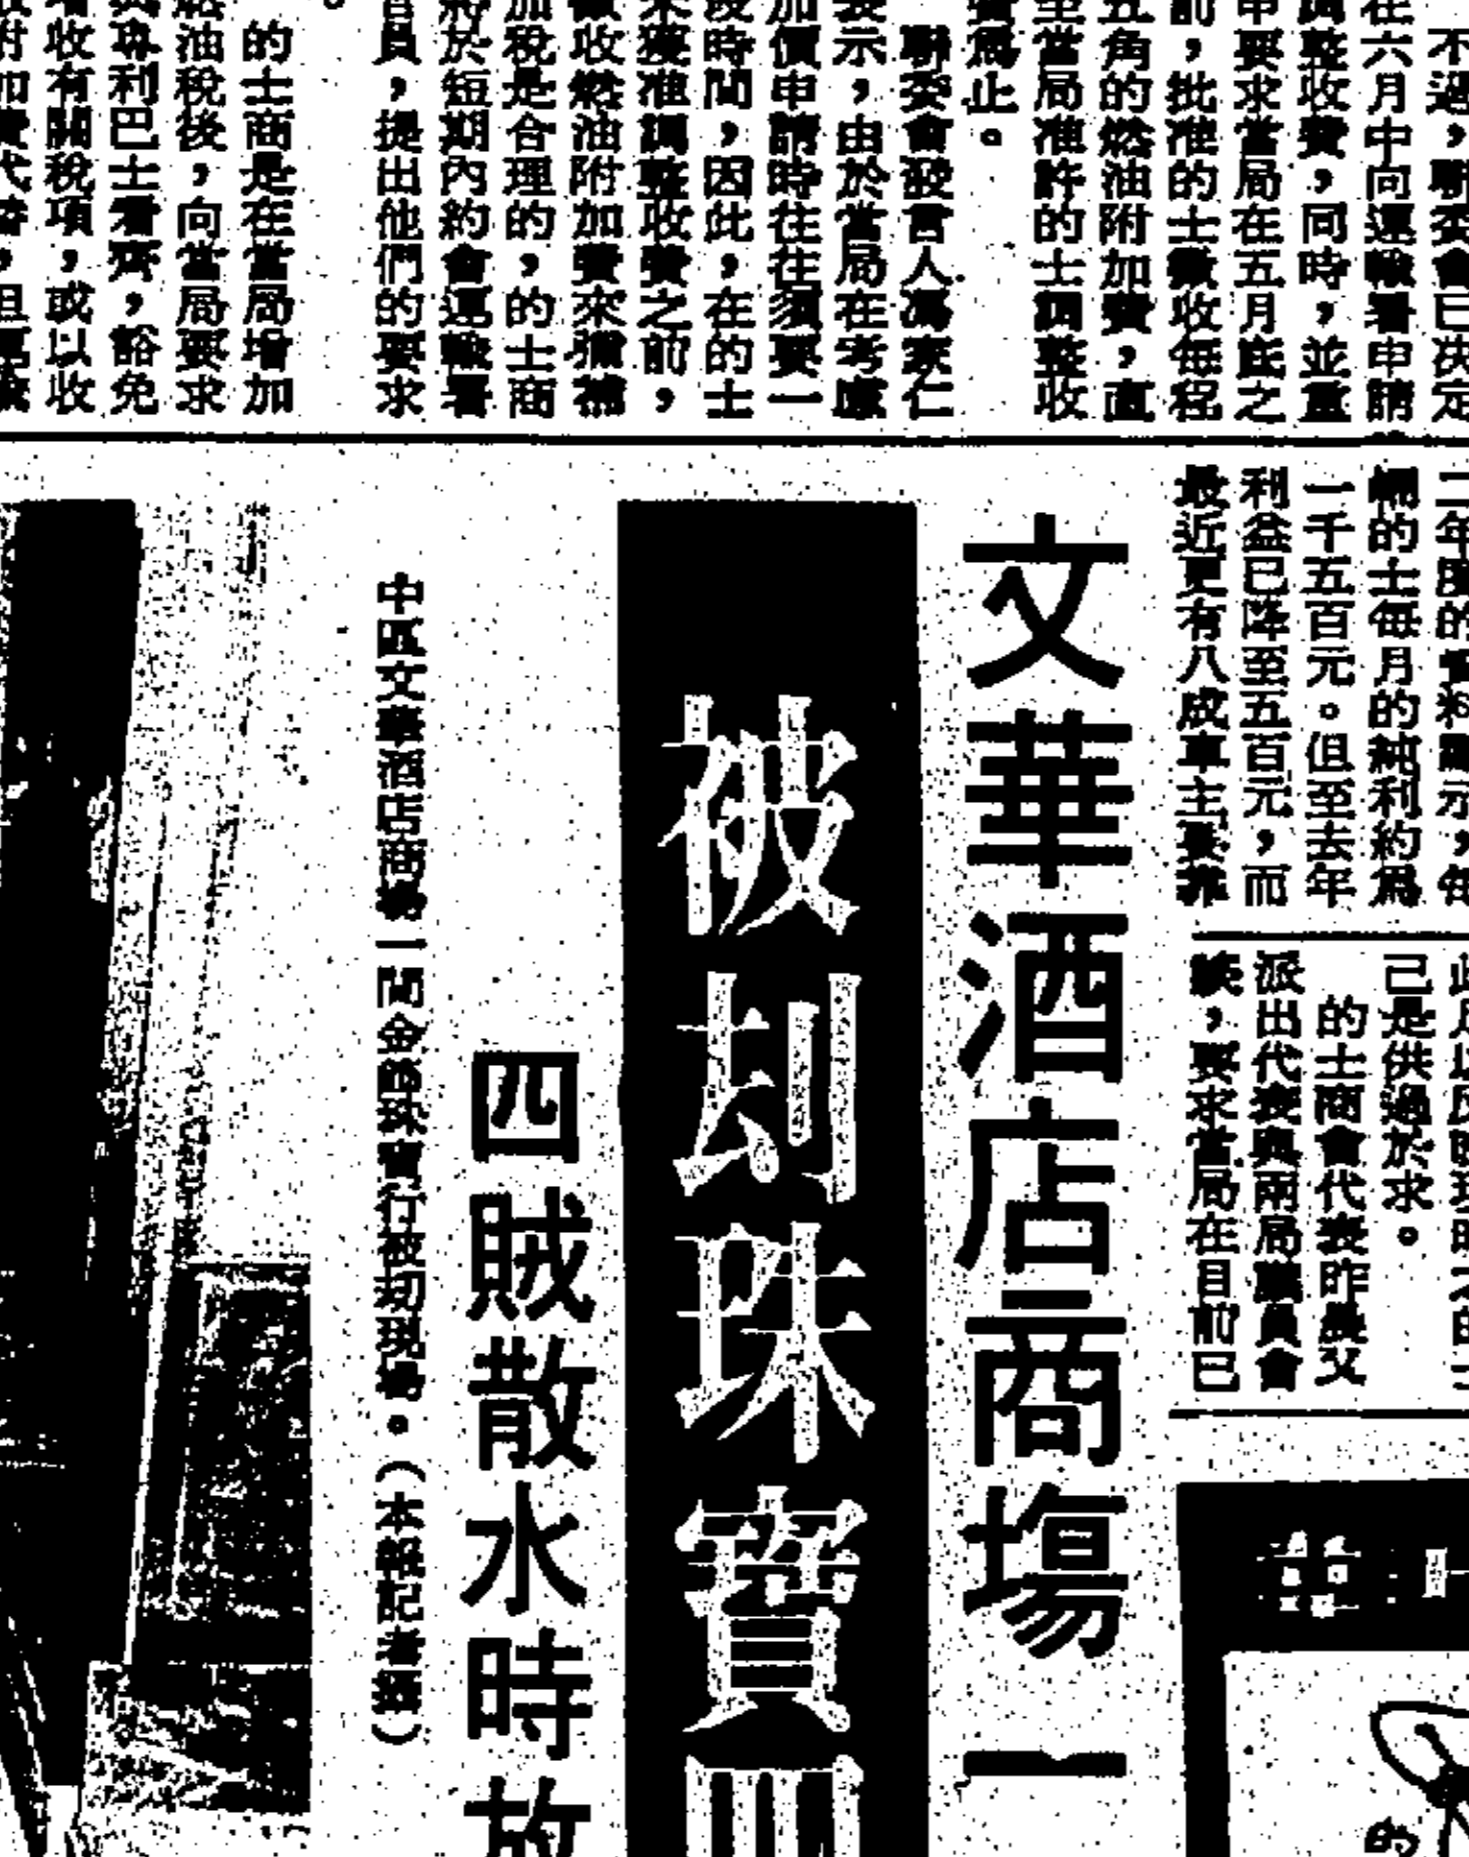 不過，聯委會已決定
在六月中向運輸署申請
調整收費，同時，並重
申要求當局在五月底之
前，批准的士徵收每程
五角的燃油附加費，直
至當局准許的士調整收
費爲止。
聯委會發言人馮家仁
表示，由於當局在考慮
加價申請時往往須要一
段時間，因此，在的士
未獲准調整收費之前，
徵收燃油附加費來彌補
加稅是合理的，的士商
將於短期內約會運輸署
官員，提出他們的要求
。
的士商是在當局增加
油稅後，向當局要求
專利巴士看齊，豁免
收有關稅項，或以收
附加費代替，但運輸
二年度的資料顯示，每
輛的士每月的純利約爲
一千五百元。但至去年
利益已降至五百元，而
最近更有八成車主要靠
己是供過於求。
的士商會代表昨晨又
派出代表與兩局議員會
談，要求當局在目前已
文華酒店商場一
被刧珠寶
四賊散水時放
中區文華酒店商場一間金飾珠寶行被刧現場。（本報記者攝）
的